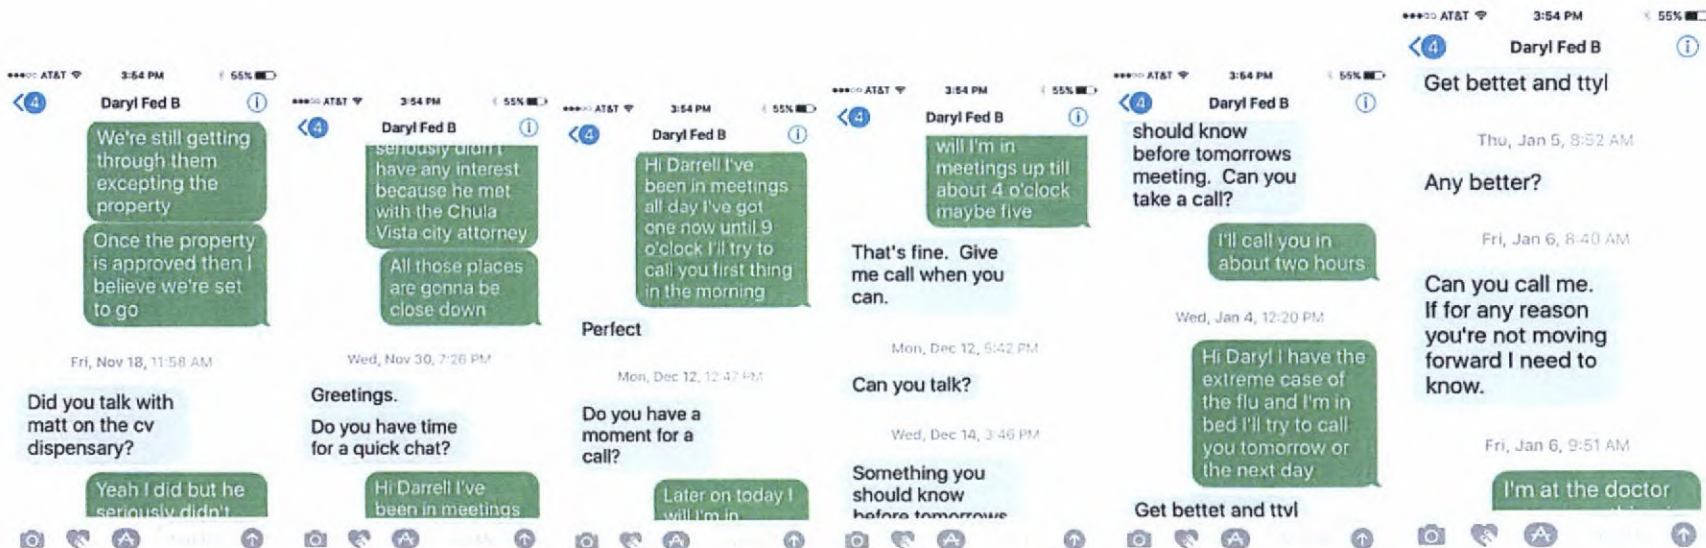 AT&T 3:54 PM 55%
4 Daryl Fed B
We're still getting
through them
excepting the
property
Once the property
is approved then I
believe we're set
to go
Fri, Nov 18, 11:58 AM
Did you talk with
matt on the cv
dispensary?
Yeah I did but he
seriously didn't
AT&T 3:54 PM 55%
4 Daryl Fed B
seriously didn't
have any interest
because he met
with the Chula
Vista city attorney
All those places
are gonna be
close down
Wed, Nov 30, 7:26 PM
Greetings.
Do you have time
for a quick chat?
Hi Darrell I've
been in meetings
AT&T 3:54 PM 55%
4 Daryl Fed B
Hi Darrell I've
been in meetings
all day I've got
one now until 9
o'clock I'll try to
call you first thing
in the morning
Perfect
Mon, Dec 12, 12:47 PM
Do you have a
moment for a
call?
Later on today I
will I'm in
AT&T 3:54 PM 55%
4 Daryl Fed B
will I'm in
meetings up till
about 4 o'clock
maybe five
That's fine. Give
me call when you
can.
Mon, Dec 12, 5:42 PM
Can you talk?
Wed, Dec 14, 3:46 PM
Something you
should know
before tomorrows
AT&T 3:54 PM 55%
4 Daryl Fed B
should know
before tomorrows
meeting. Can you
take a call?
I'll call you in
about two hours
Wed, Jan 4, 12:20 PM
Hi Daryl I have the
extreme case of
the flu and I'm in
bed I'll try to call
you tomorrow or
the next day
Get bettet and ttyl
AT&T 3:54 PM 55%
4 Daryl Fed B
Get bettet and ttyl
Thu, Jan 5, 8:52 AM
Any better?
Fri, Jan 6, 8:40 AM
Can you call me.
If for any reason
you're not moving
forward I need to
know.
Fri, Jan 6, 9:51 AM
I'm at the doctor